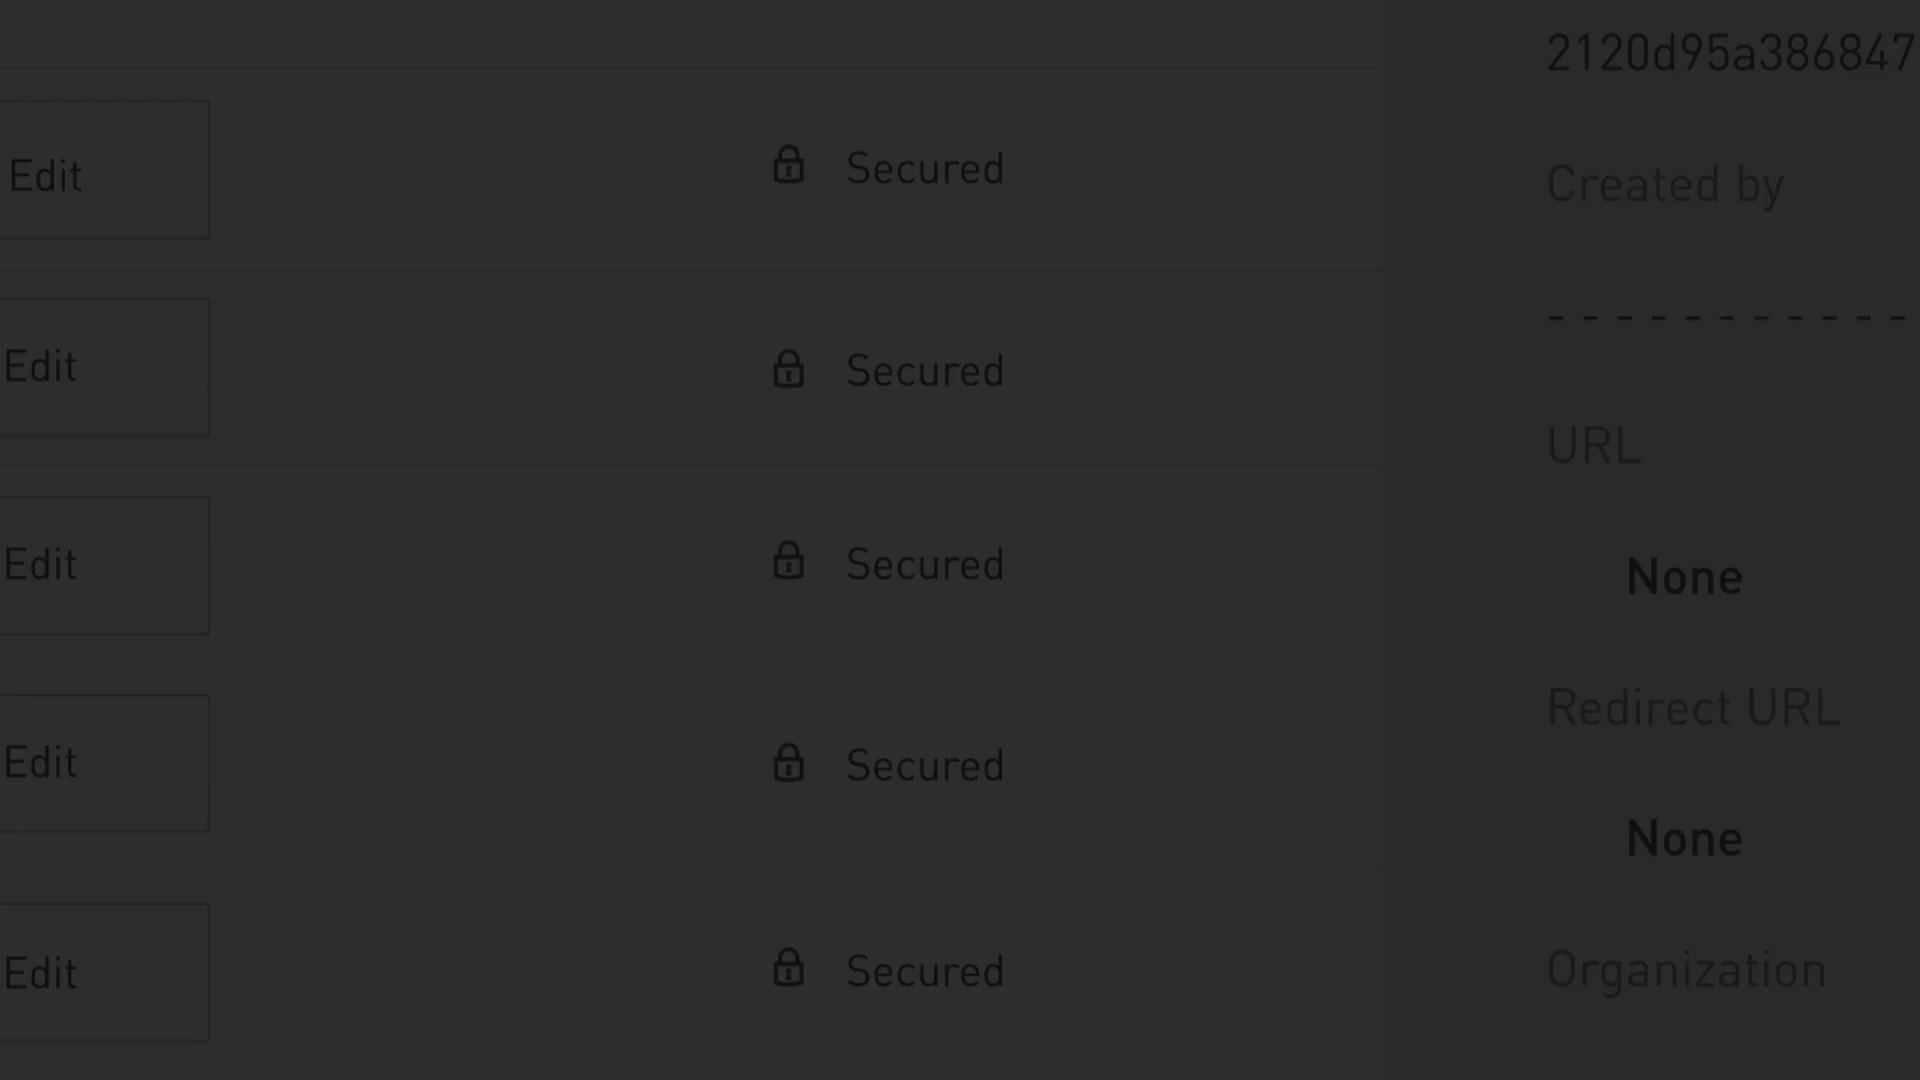 2120d95a386847
Edit
Secured
Created by
Edit
Secured
- - - - - - - - - - -
URL
Edit
Secured
None
Redirect URL
Edit
Secured
None
Edit
Secured
Organization